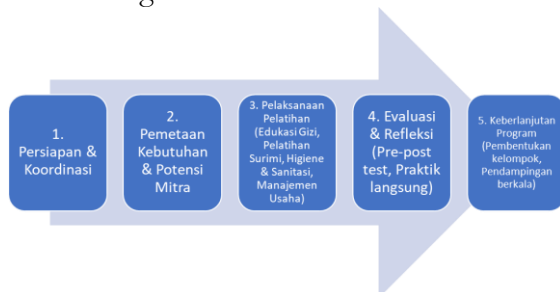 1.
Persiapan &
Koordinasi
2.
Pemetaan
Kebutuhan
& Potensi
Mitra
3. Pelaksanaan
Pelatihan
(Edukasi Gizi,
Pelatihan
Surimi, Higiene
& Sanitasi,
Manajemen
Usaha)
4. Evaluasi
& Refleksi
(Pre-post
test, Praktik
langsung)
5. Keberlanjutan
Program
(Pembentukan
kelompok,
Pendampingan
berkala)